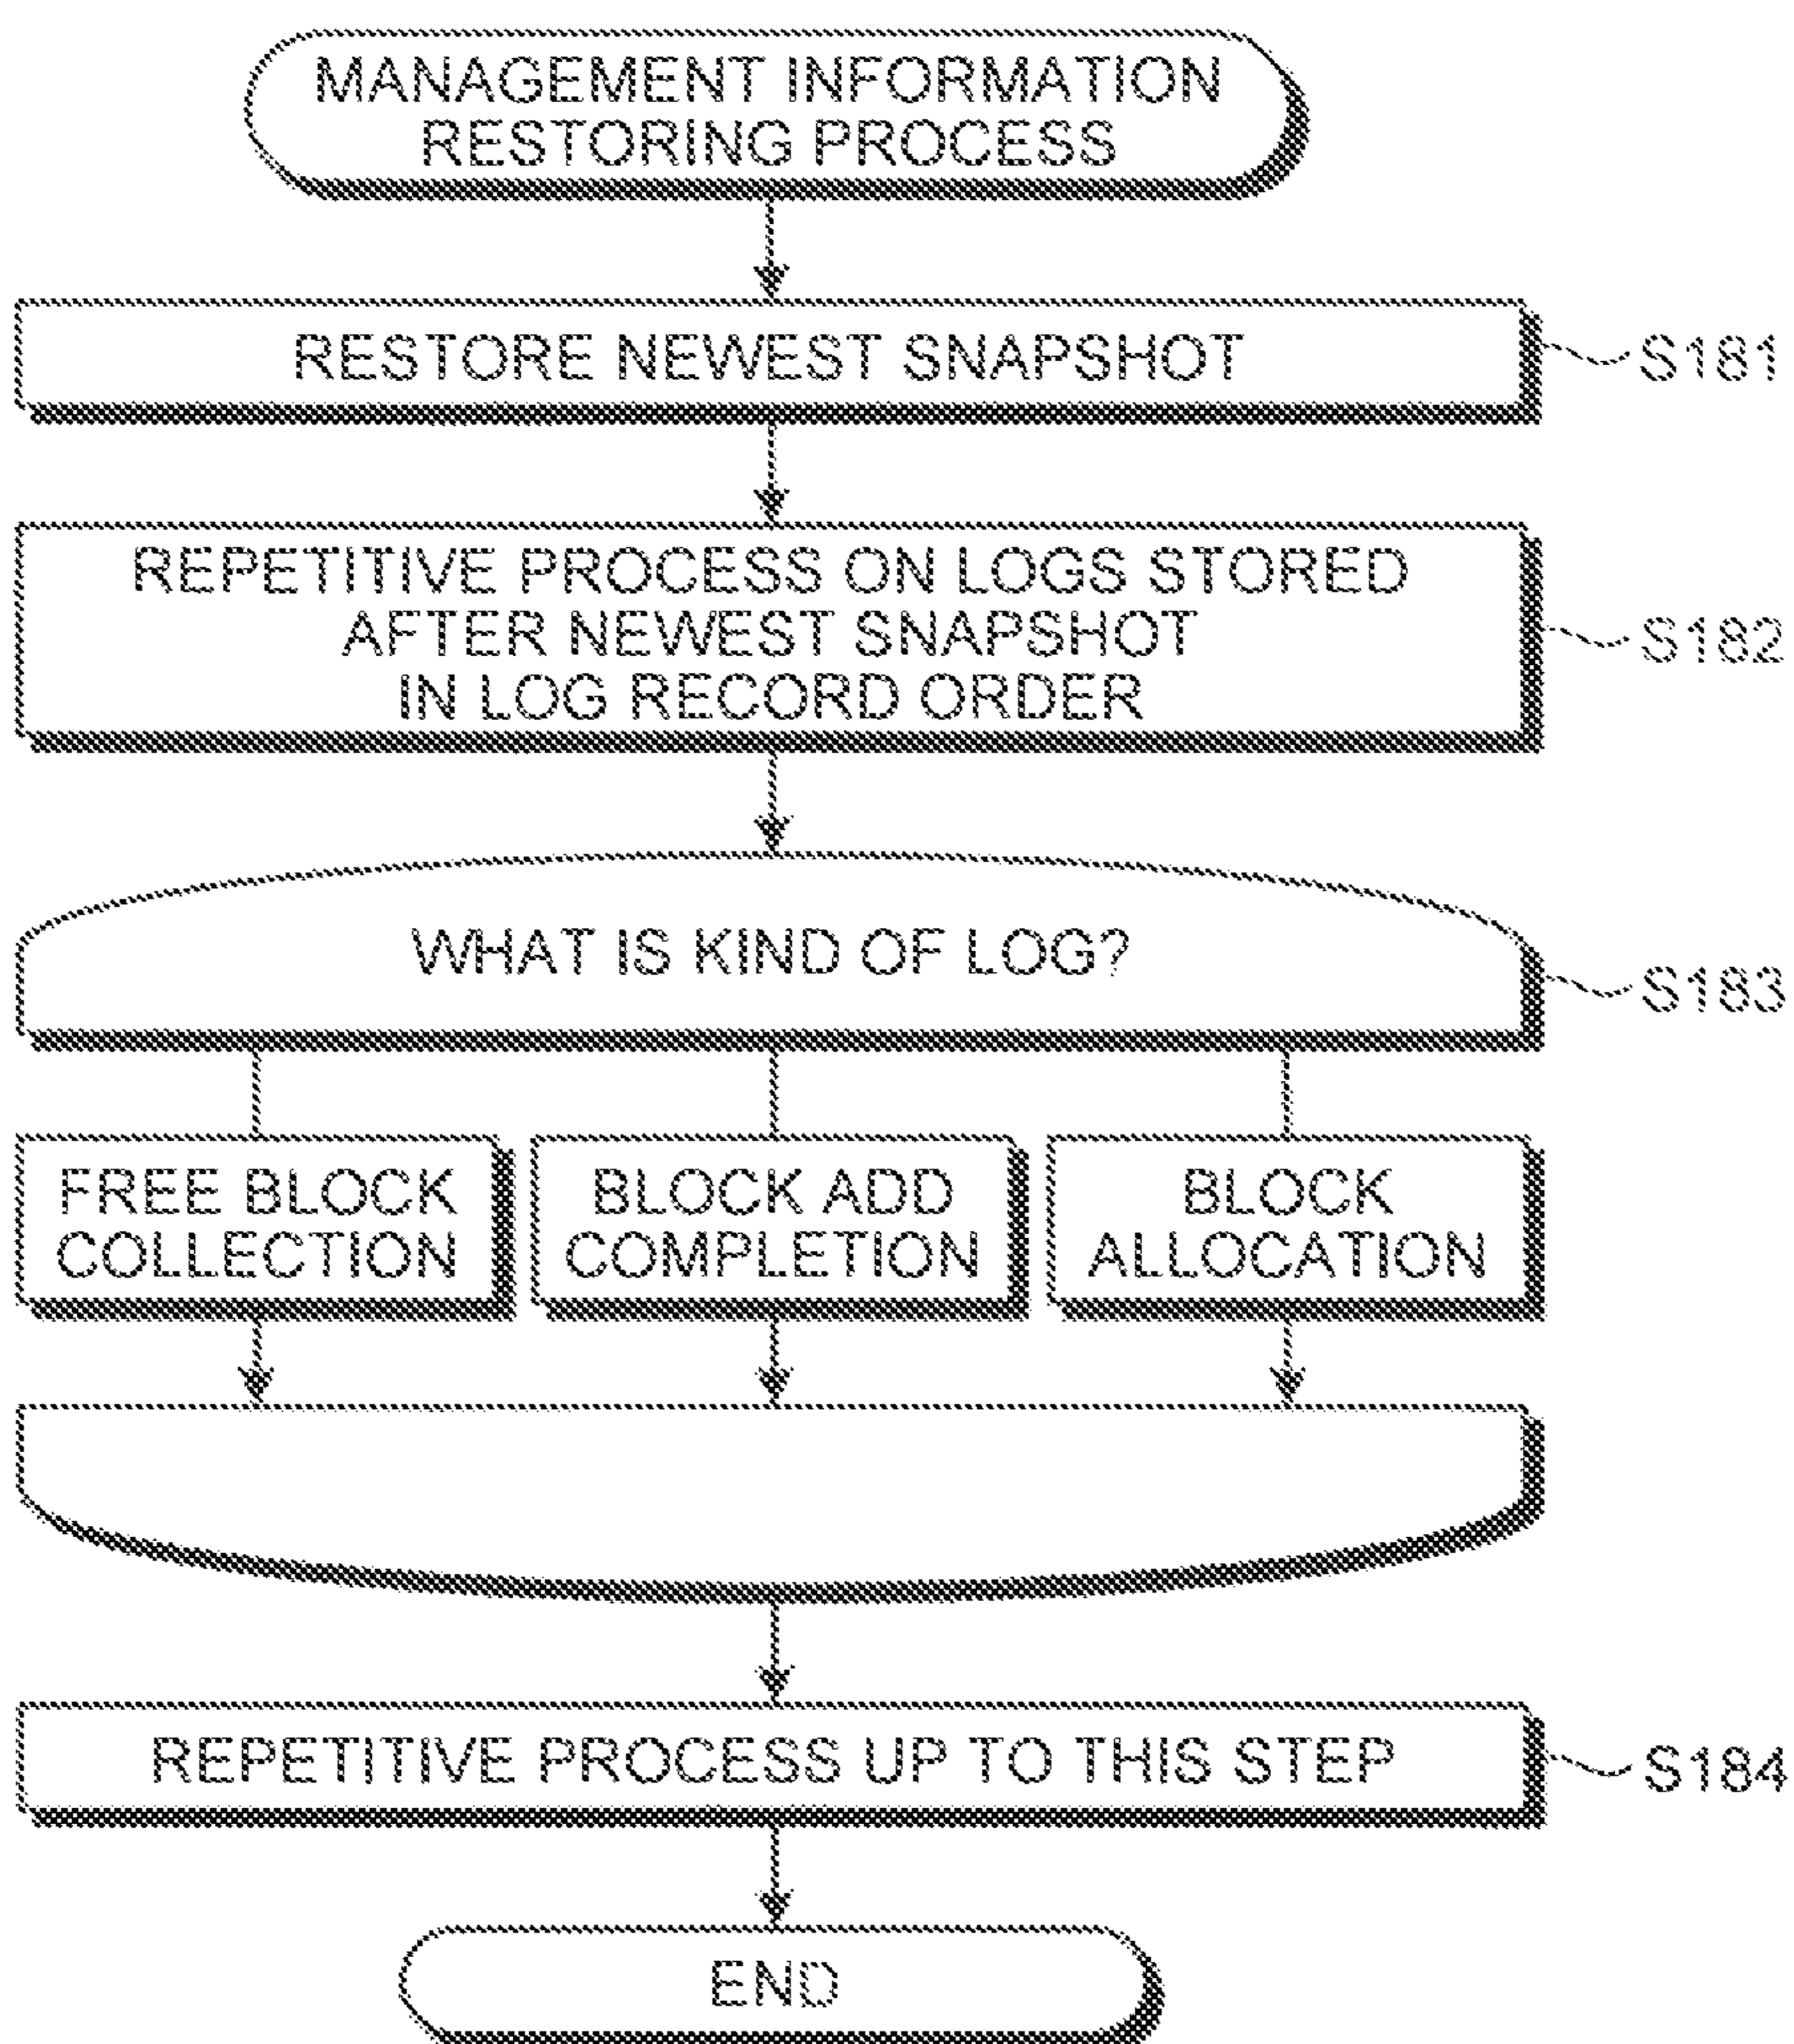 MANAGEMENT INFORMATION
RESTORING PROCESS
RESTORE NEWEST SNAPSHOT
S181
REPETITIVE PROCESS ON LOGS STORED
AFTER NEWEST SNAPSHOT
IN LOG RECORD ORDER
S182
WHAT IS KIND OF LOG?
S183
FREE BLOCK
COLLECTION
BLOCK ADD
COMPLETION
BLOCK
ALLOCATION
REPETITIVE PROCESS UP TO THIS STEP
S184
END